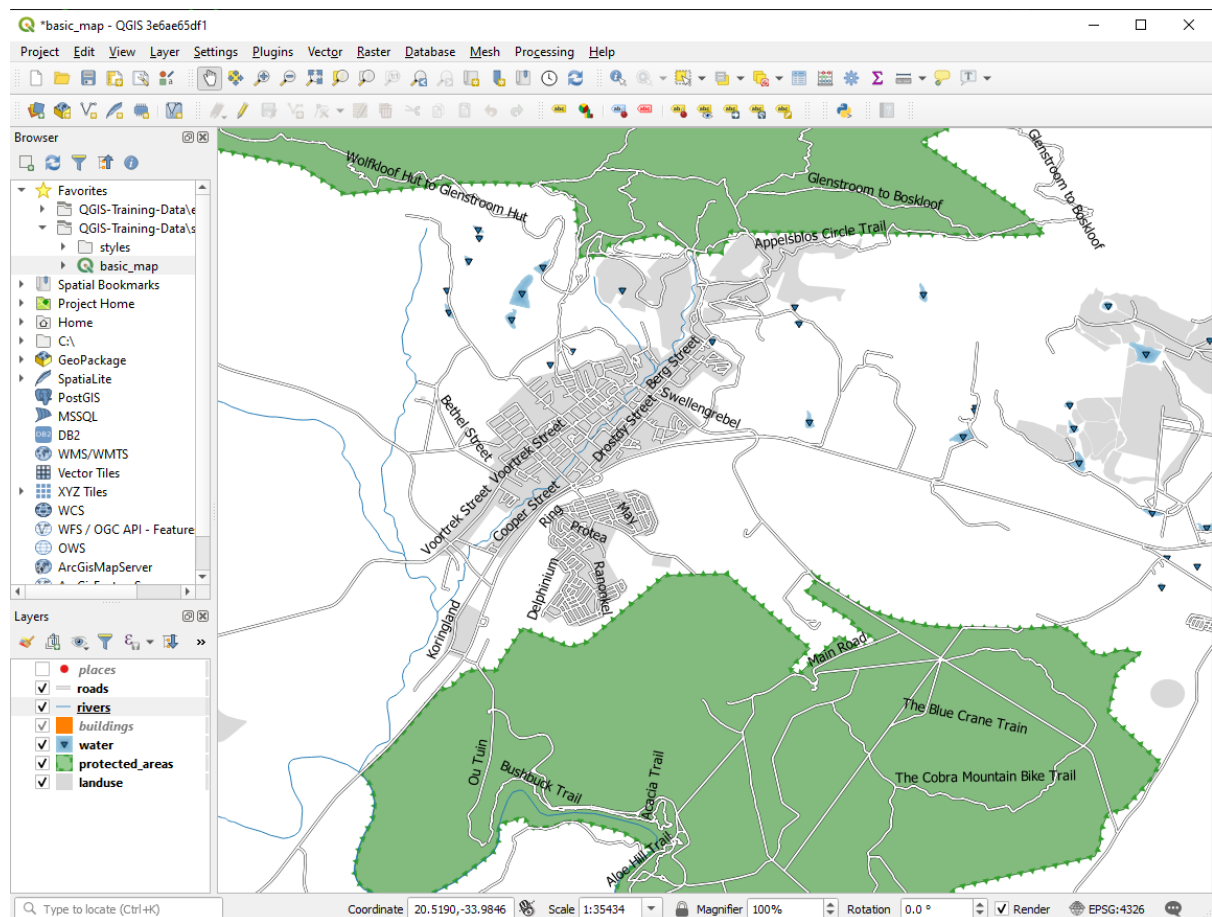 *basic_map - QGIS 3e6ae65df1
Project Edit View Layer Settings Plugins Vector Raster Database Mesh Processing Help
Browser
Favorites
QGIS-Training-Data\e
QGIS-Training-Data\s
styles
basic_map
Spatial Bookmarks
Project Home
Home
C:\
GeoPackage
SpatiaLite
PostGIS
MSSQL
DB2
WMS/WMTS
Vector Tiles
XYZ Tiles
WCS
WFS / OGC API - Feature
OWS
ArcGisMapServer
Layers
places
roads
rivers
buildings
water
protected_areas
landuse
Wolfkloof Hut to Glenstroom Hut
Glenstroom to Boskloof
Glenstroom to Boskloof
Appelsbios Circle Trail
Berg Street
Swellengrebel
Bethel Street
Drostdy Street
Voortrek Street
Voortrek Street
Cooper Street
Ring
May
Protea
Delphinium
Ranonkel
Koringland
Main Road
The Blue Crane Train
The Cobra Mountain Bike Trail
Ou Tuin
Bushbuck Trail
Acacia Trail
Aloe Hill Trail
Type to locate (Ctrl+K)
Coordinate 20.5190,-33.9846 Scale 1:35434 Magnifier 100% Rotation 0.0 ° Render EPSG:4326